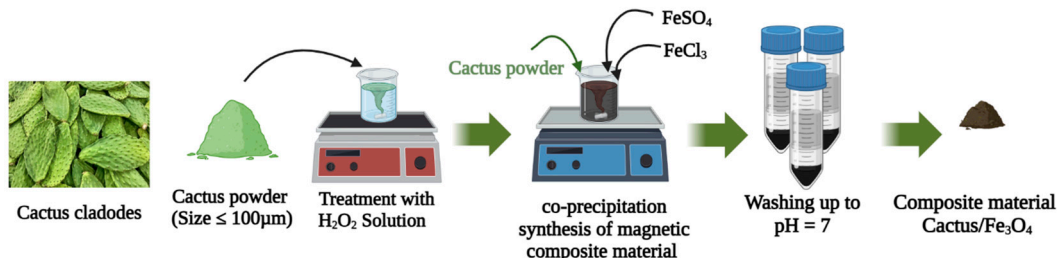 Cactus cladodes
Cactus powder
(Size ≤ 100μm)
Treatment with
H₂O₂ Solution
Cactus powder
FeSO₄
FeCl₃
co-precipitation
synthesis of magnetic
composite material
Washing up to
pH = 7
Composite material
Cactus/Fe₃O₄